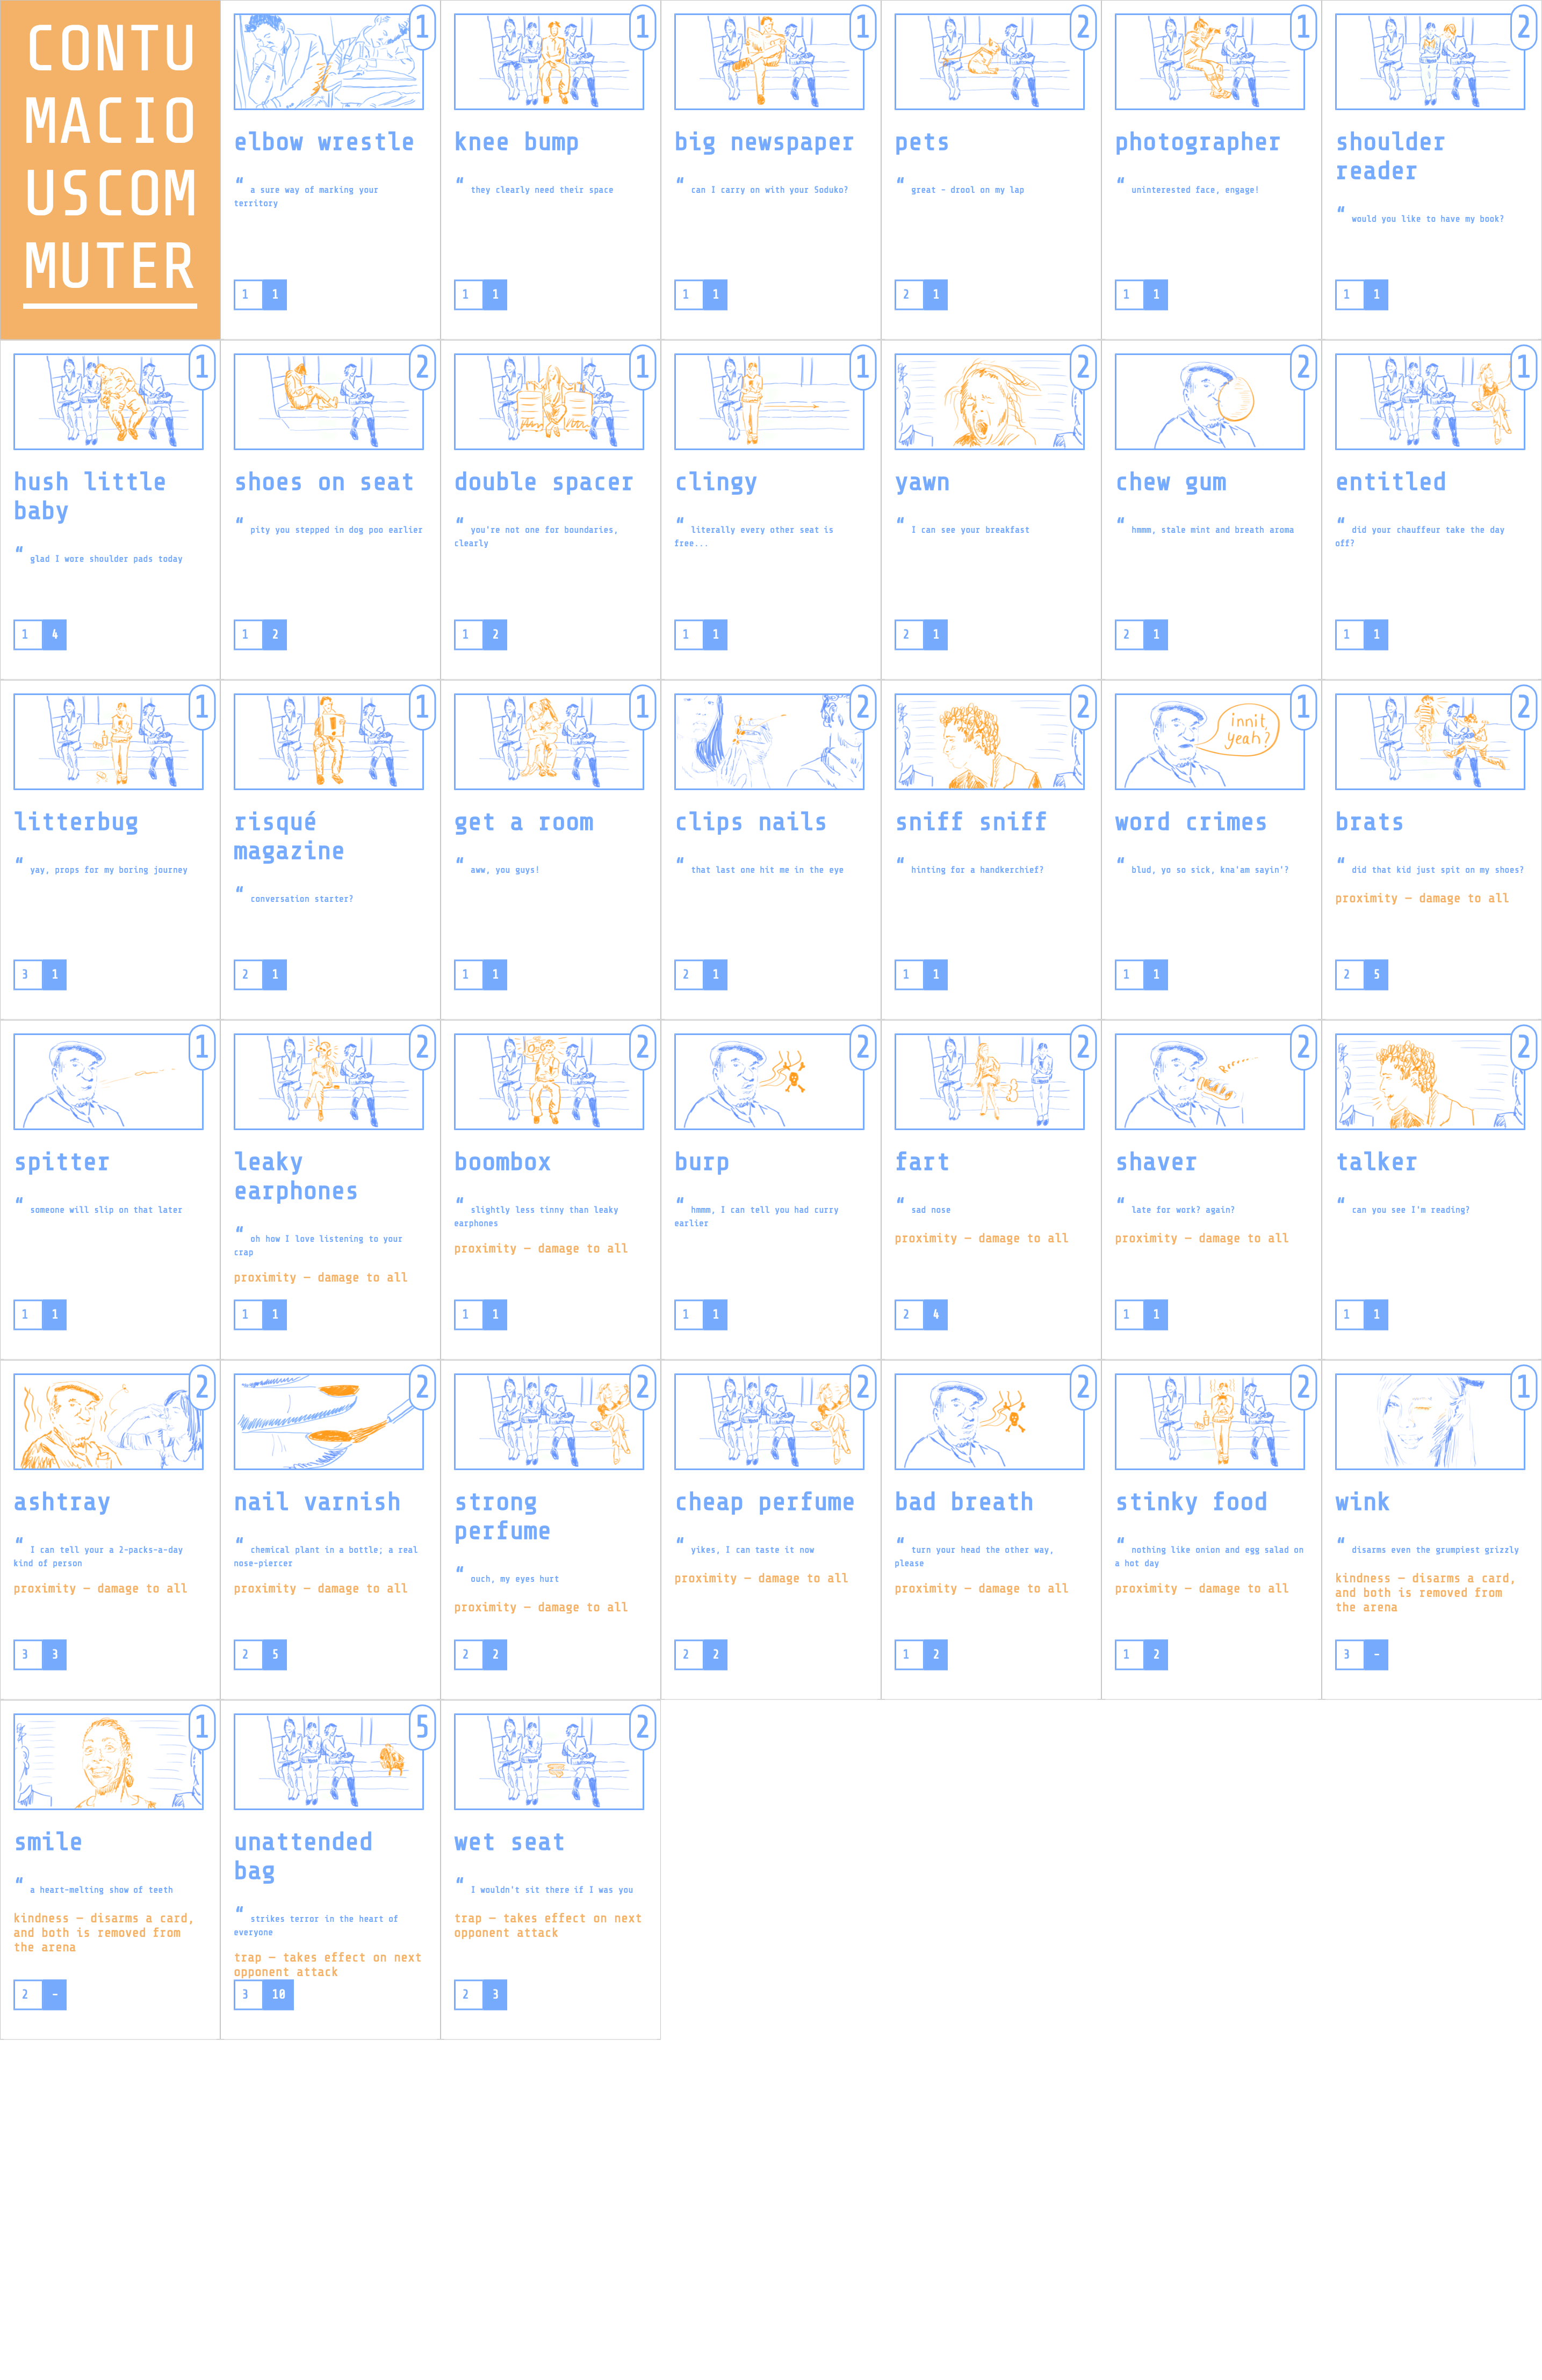 CONTU
MACIO
USCOM
MUTER
1
elbow wrestle
“ a sure way of marking your
territory
1 1
1
knee bump
“ they clearly need their space
1 1
1
big newspaper
“ can I carry on with your Soduko?
1 1
2
pets
“ great - drool on my lap
2 1
1
photographer
“ uninterested face, engage!
1 1
2
shoulder
reader
“ would you like to have my book?
1 1
1
hush little
baby
“ glad I wore shoulder pads today
1 4
2
shoes on seat
“ pity you stepped in dog poo earlier
1 2
1
double spacer
“ you're not one for boundaries,
clearly
1 2
1
clingy
“ literally every other seat is
free...
1 1
2
yawn
“ I can see your breakfast
2 1
2
chew gum
“ hmmm, stale mint and breath aroma
2 1
1
entitled
“ did your chauffeur take the day
off?
1 1
1
litterbug
“ yay, props for my boring journey
3 1
1
risqué
magazine
“ conversation starter?
2 1
1
get a room
“ aww, you guys!
1 1
2
clips nails
“ that last one hit me in the eye
2 1
2
sniff sniff
“ hinting for a handkerchief?
1 1
innit,
yeah?
1
word crimes
“ blud, yo so sick, kna'am sayin'?
1 1
2
brats
“ did that kid just spit on my shoes?
proximity – damage to all
2 5
1
spitter
“ someone will slip on that later
1 1
2
leaky
earphones
“ oh how I love listening to your
crap
proximity – damage to all
1 1
2
boombox
“ slightly less tinny than leaky
earphones
proximity – damage to all
1 1
2
burp
“ hmmm, I can tell you had curry
earlier
1 1
2
fart
“ sad nose
proximity – damage to all
2 4
2
shaver
“ late for work? again?
proximity – damage to all
1 1
2
talker
“ can you see I'm reading?
1 1
2
ashtray
“ I can tell your a 2-packs-a-day
kind of person
proximity – damage to all
3 3
2
nail varnish
“ chemical plant in a bottle; a real
nose-piercer
proximity – damage to all
2 5
2
strong
perfume
“ ouch, my eyes hurt
proximity – damage to all
2 2
2
cheap perfume
“ yikes, I can taste it now
proximity – damage to all
2 2
2
bad breath
“ turn your head the other way,
please
proximity – damage to all
1 2
2
stinky food
“ nothing like onion and egg salad on
a hot day
proximity – damage to all
1 2
1
wink
“ disarms even the grumpiest grizzly
kindness – disarms a card,
and both is removed from
the arena
3 -
1
smile
“ a heart-melting show of teeth
kindness – disarms a card,
and both is removed from
the arena
2 -
5
unattended
bag
“ strikes terror in the heart of
everyone
trap – takes effect on next
opponent attack
3 10
2
wet seat
“ I wouldn't sit there if I was you
trap – takes effect on next
opponent attack
2 3